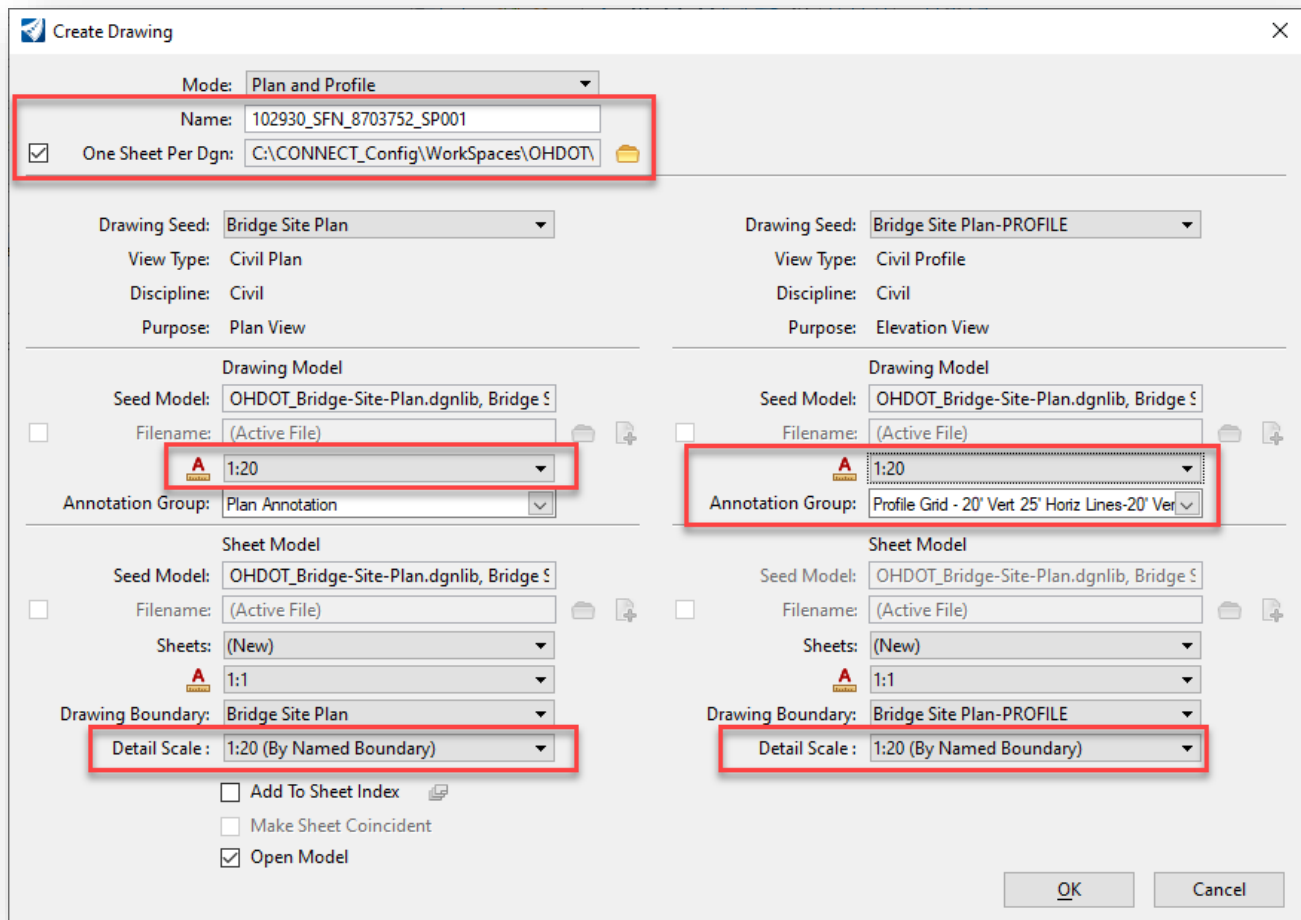 Create Drawing
Mode: Plan and Profile
Name: 102930_SFN_8703752_SP001
One Sheet Per Dgn: C:\CONNECT_Config\WorkSpaces\OHDOT\
Drawing Seed: Bridge Site Plan
View Type: Civil Plan
Discipline: Civil
Purpose: Plan View
Drawing Model
Seed Model: OHDOT_Bridge-Site-Plan.dgnlib, Bridge S
Filename: (Active File)
A 1:20
Annotation Group: Plan Annotation
Sheet Model
Seed Model: OHDOT_Bridge-Site-Plan.dgnlib, Bridge S
Filename: (Active File)
Sheets: (New)
A 1:1
Drawing Boundary: Bridge Site Plan
Detail Scale : 1:20 (By Named Boundary)
Add To Sheet Index
Make Sheet Coincident
Open Model
Drawing Seed: Bridge Site Plan-PROFILE
View Type: Civil Profile
Discipline: Civil
Purpose: Elevation View
Drawing Model
Seed Model: OHDOT_Bridge-Site-Plan.dgnlib, Bridge S
Filename: (Active File)
A 1:20
Annotation Group: Profile Grid - 20' Vert 25' Horiz Lines-20' Ver
Sheet Model
Seed Model: OHDOT_Bridge-Site-Plan.dgnlib, Bridge S
Filename: (Active File)
Sheets: (New)
A 1:1
Drawing Boundary: Bridge Site Plan-PROFILE
Detail Scale : 1:20 (By Named Boundary)
OK
Cancel